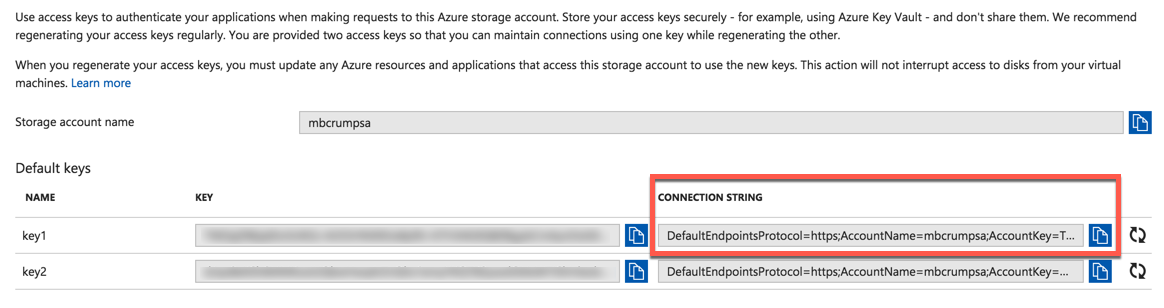 Use access keys to authenticate your applications when making requests to this Azure storage account. Store your access keys securely - for example, using Azure Key Vault - and don't share them. We recommend
regenerating your access keys regularly. You are provided two access keys so that you can maintain connections using one key while regenerating the other.
When you regenerate your access keys, you must update any Azure resources and applications that access this storage account to use the new keys. This action will not interrupt access to disks from your virtual
machines. Learn more
Storage account name mbcrumpsa
Default keys
NAME KEY CONNECTION STRING
key1 DefaultEndpointsProtocol=https;AccountName=mbcrumpsa;AccountKey=T...
key2 DefaultEndpointsProtocol=https;AccountName=mbcrumpsa;AccountKey=...